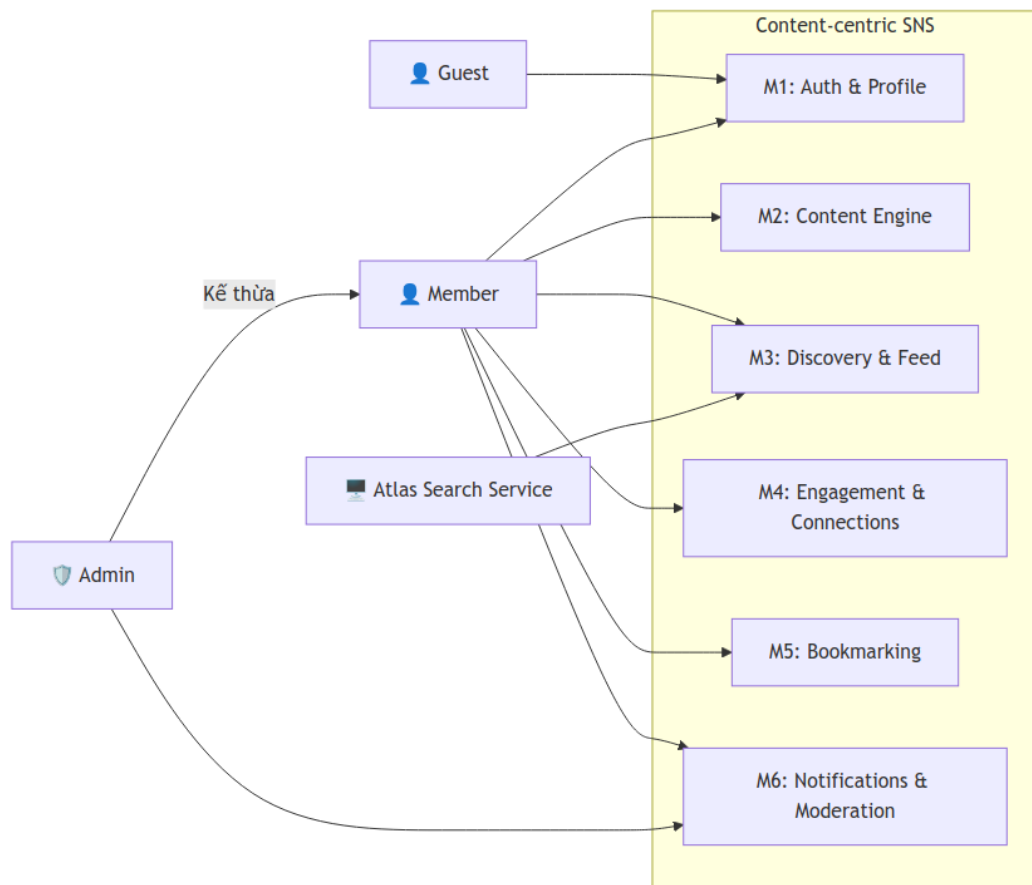 Content-centric SNS
👤 Guest
M1: Auth & Profile
M2: Content Engine
Kế thừa
👤 Member
M3: Discovery & Feed
🖥️ Atlas Search Service
M4: Engagement &
Connections
🛡️ Admin
M5: Bookmarking
M6: Notifications &
Moderation